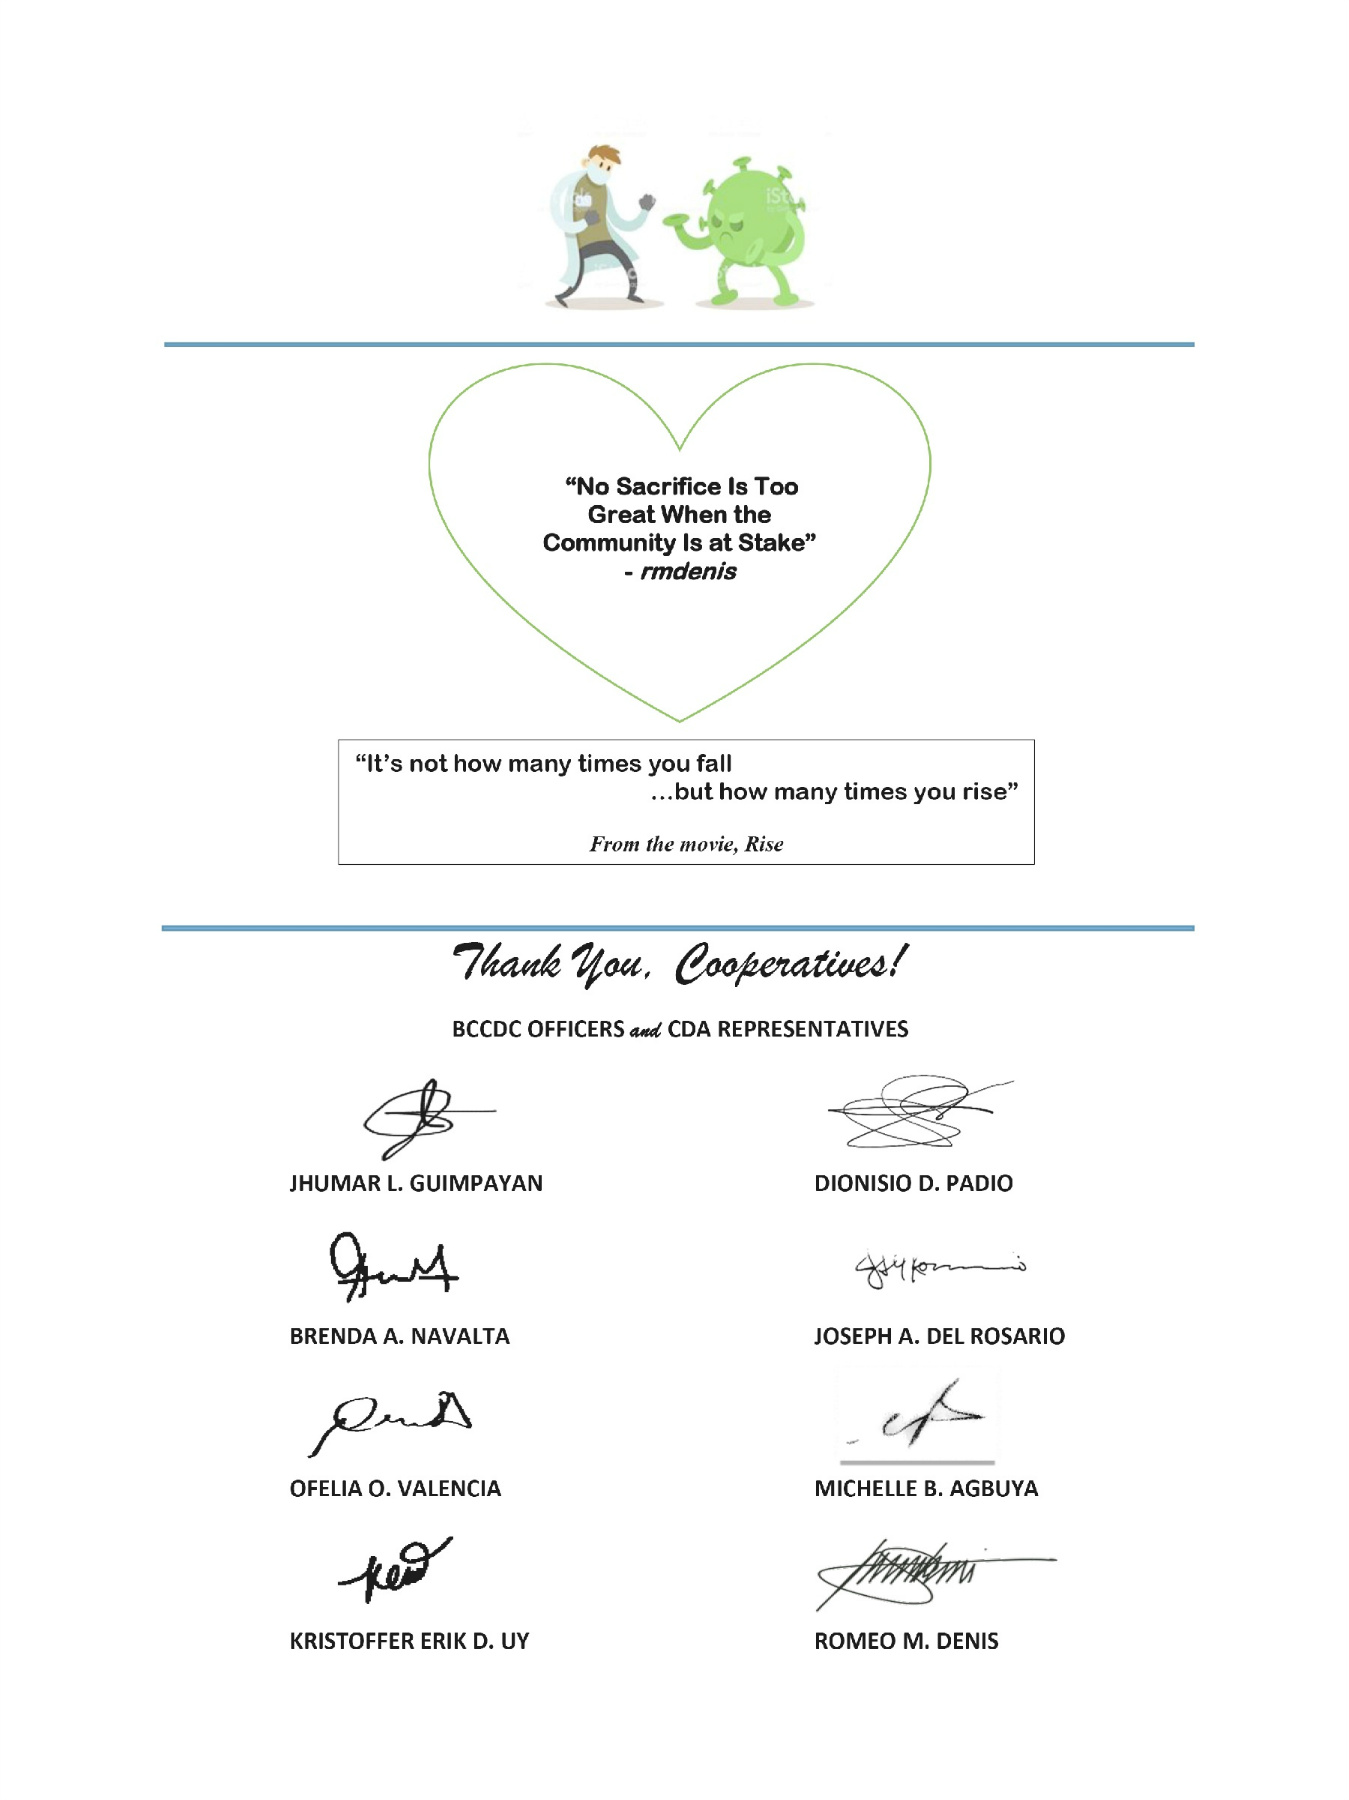 “No Sacrifice Is Too
Great When the
Community Is at Stake”
- rmdenis
“It’s not how many times you fall
…but how many times you rise”
From the movie, Rise
Thank You, Cooperatives!
BCCDC OFFICERS and CDA REPRESENTATIVES
JHUMAR L. GUIMPAYAN
DIONISIO D. PADIO
BRENDA A. NAVALTA
JOSEPH A. DEL ROSARIO
OFELIA O. VALENCIA
MICHELLE B. AGBUYA
KRISTOFFER ERIK D. UY
ROMEO M. DENIS